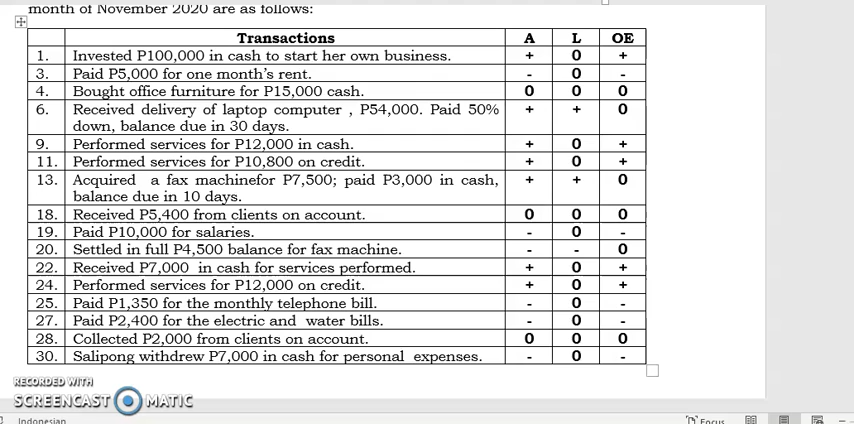 month of November 2020 are as follows:
Transactions A L OE
1. Invested P100,000 in cash to start her own business. + 0 +
3. Paid P5,000 for one month's rent. - 0 -
4. Bought office furniture for P15,000 cash. 0 0 0
6. Received delivery of laptop computer , P54,000. Paid 50% + + 0
down, balance due in 30 days.
9. Performed services for P12,000 in cash. + 0 +
11. Performed services for P10,800 on credit. + 0 +
13. Acquired a fax machinefor P7,500; paid P3,000 in cash, + + 0
balance due in 10 days.
18. Received P5,400 from clients on account. 0 0 0
19. Paid P10,000 for salaries. - 0 -
20. Settled in full P4,500 balance for fax machine. - - 0
22. Received P7,000 in cash for services performed. + 0 +
24. Performed services for P12,000 on credit. + 0 +
25. Paid P1,350 for the monthly telephone bill. - 0 -
27. Paid P2,400 for the electric and water bills. - 0 -
28. Collected P2,000 from clients on account. 0 0 0
30. Salipong withdrew P7,000 in cash for personal expenses. - 0 -
RECORDED WITH
SCREENCAST MATIC
Indonesian Focus